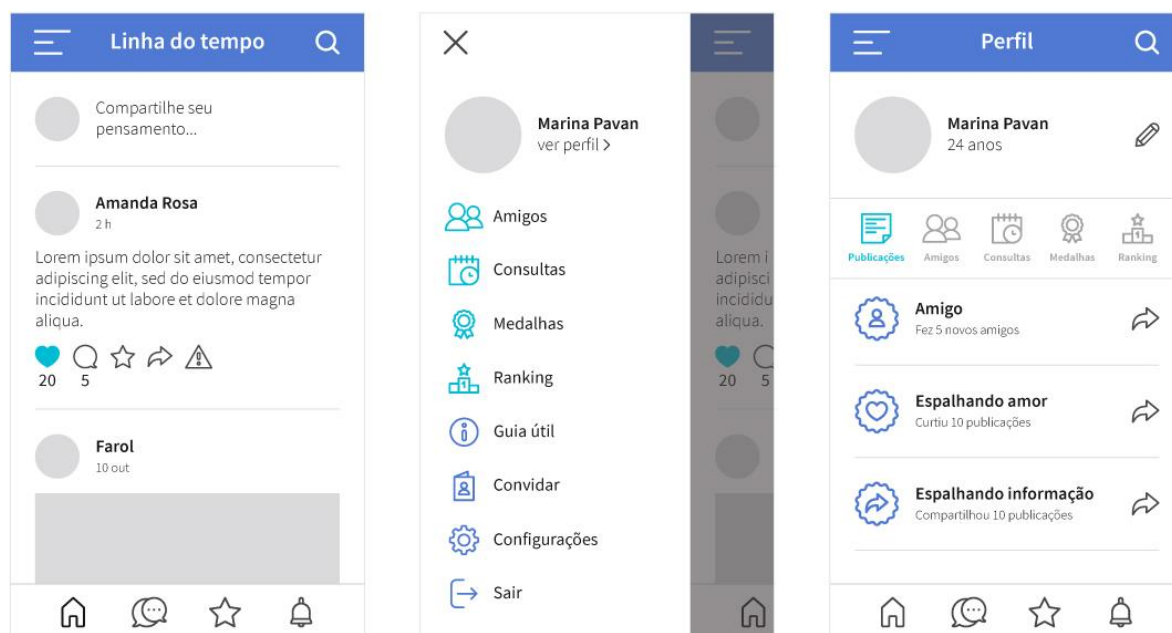 Linha do tempo
Compartilhe seu
pensamento...
Amanda Rosa
2 h
Lorem ipsum dolor sit amet, consectetur
adipiscing elit, sed do eiusmod tempor
incididunt ut labore et dolore magna
aliqua.
20 5
Farol
10 out
Marina Pavan
ver perfil >
Amigos
Consultas
Medalhas
1
Ranking
Guia útil
Convidar
Configurações
Sair
Lorem i
adipisci
incididu
aliqua.
20 5
Perfil
Marina Pavan
24 anos
1
Publicações Amigos Consultas Medalhas Ranking
Amigo
Fez 5 novos amigos
Espalhando amor
Curtiu 10 publicações
Espalhando informação
Compartilhou 10 publicações